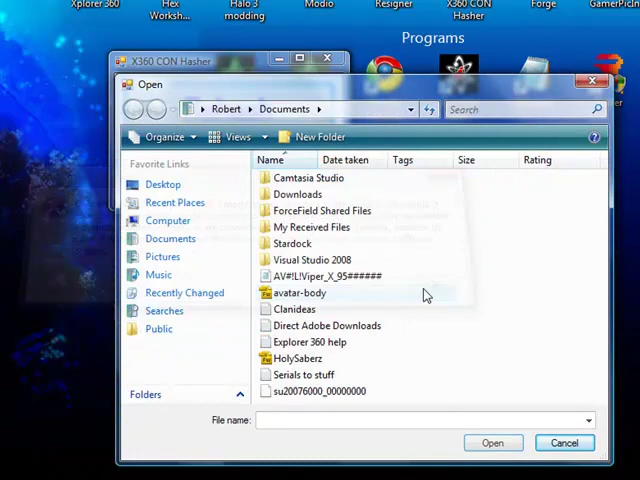 Xplorer 360
Hex Worksh...
Halo 3 modding
Modio
Resigner
X360 CON Hasher
Forge
GamerPicIn
Programs
X360 CON Hasher
Open
Robert
Documents
Search
Organize
Views
New Folder
Favorite Links
Name
Date taken
Tags
Size
Rating
Desktop
Recent Places
Computer
Documents
Pictures
Music
Recently Changed
Searches
Public
Folders
Camtasia Studio
Downloads
ForceField Shared Files
My Received Files
Stardock
Visual Studio 2008
AV#!L!Viper_X_95######
avatar-body
Clanideas
Direct Adobe Downloads
Explorer 360 help
HolySaberz
Serials to stuff
su20076000_00000000
File name:
Open
Cancel